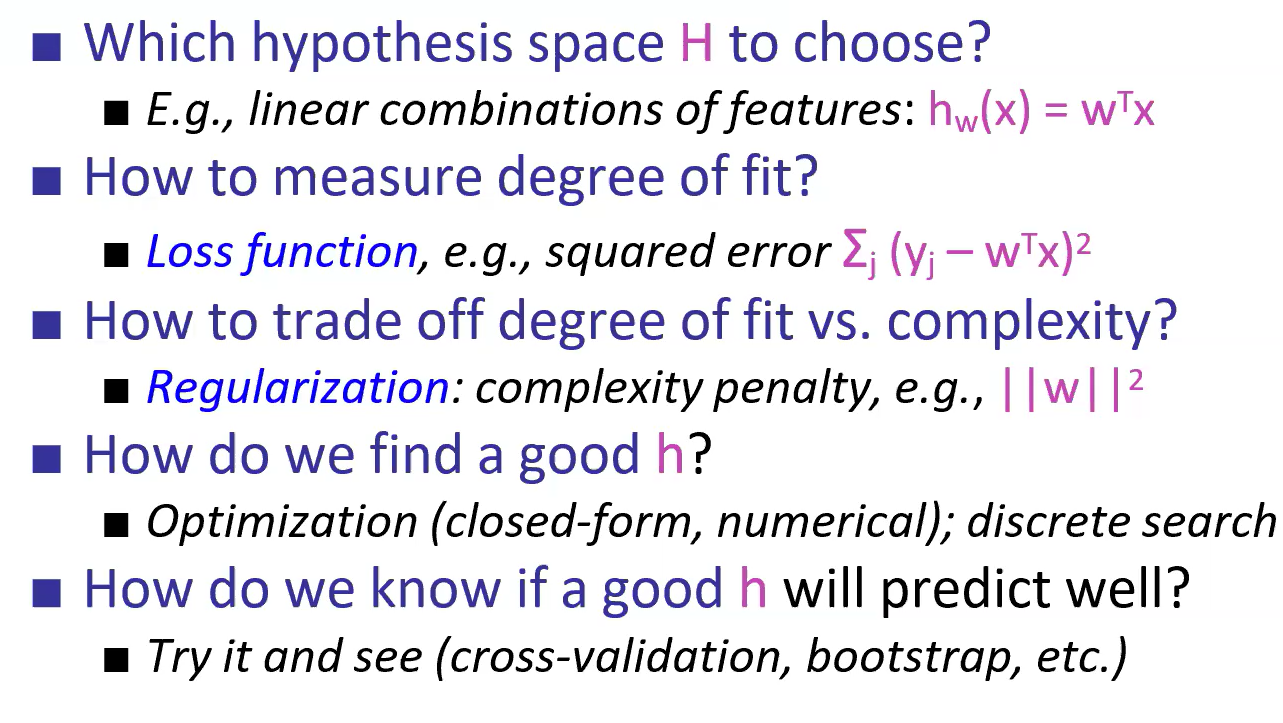 ■ Which hypothesis space H to choose?
■ E.g., linear combinations of features: h_w(x) = wᵀx
■ How to measure degree of fit?
■ Loss function, e.g., squared error Σ_j (y_j – wᵀx)²
■ How to trade off degree of fit vs. complexity?
■ Regularization: complexity penalty, e.g., ||w||²
■ How do we find a good h?
■ Optimization (closed-form, numerical); discrete search
■ How do we know if a good h will predict well?
■ Try it and see (cross-validation, bootstrap, etc.)